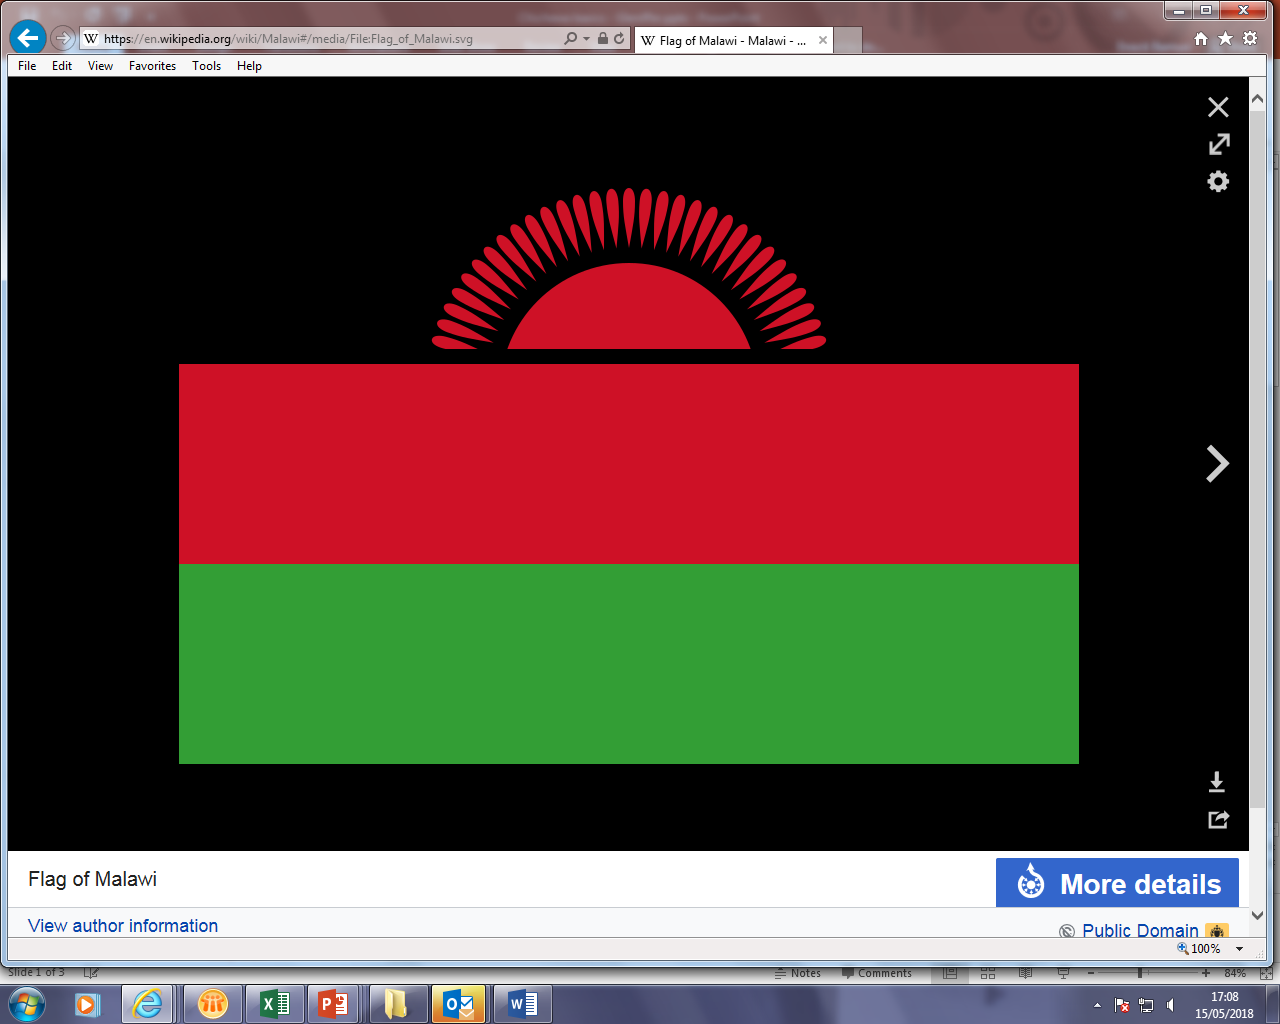 https://en.wikipedia.org/wiki/Malawi#/media/File:Flag_of_Malawi.svg
W Flag of Malawi - Malawi - ...
File Edit View Favorites Tools Help
Flag of Malawi
More details
View author information
Public Domain
100%
Slide 1 of 3
Notes Comments 84%
17:08
15/05/2018